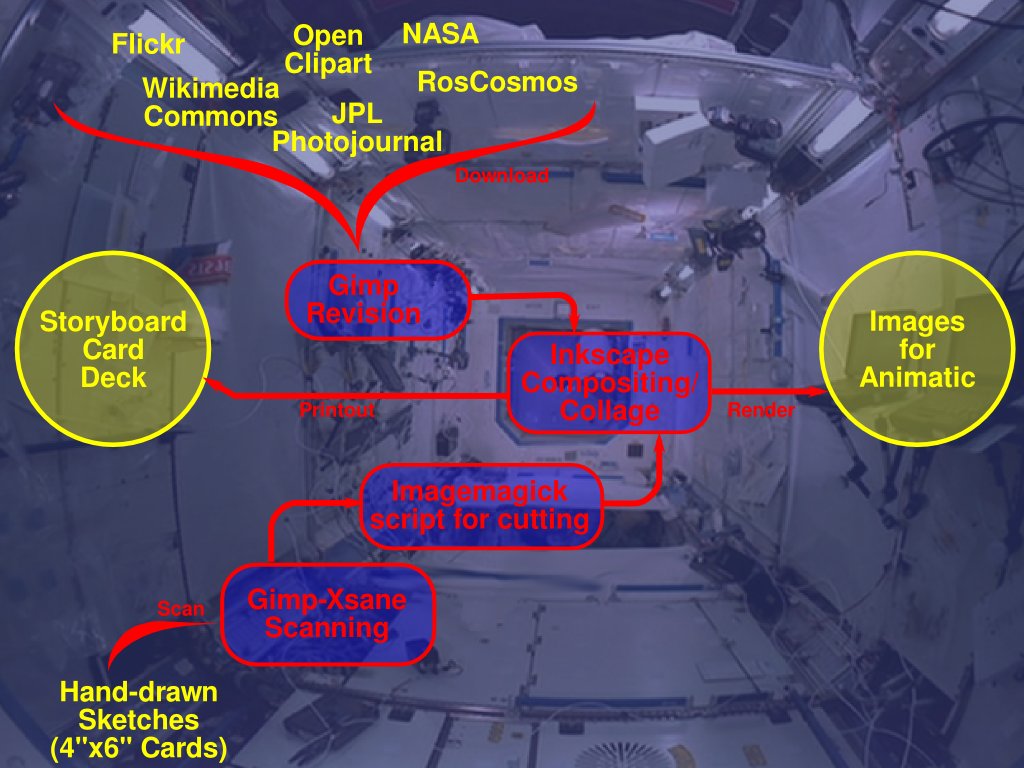 Flickr
Open
Clipart
NASA
Wikimedia
Commons
RosCosmos
JPL
Photojournal
Download
Gimp
Revision
Storyboard
Card
Deck
Inkscape
Compositing/
Collage
Images
for
Animatic
Printout
Render
Imagemagick
script for cutting
Gimp-Xsane
Scanning
Scan
Hand-drawn
Sketches
(4"x6" Cards)